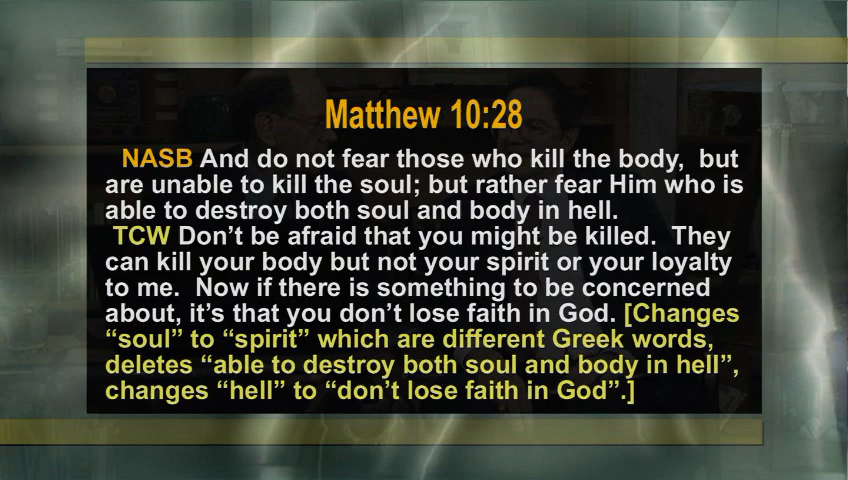 Matthew 10:28
NASB And do not fear those who kill the body, but
are unable to kill the soul; but rather fear Him who is
able to destroy both soul and body in hell.
TCW Don’t be afraid that you might be killed. They
can kill your body but not your spirit or your loyalty
to me. Now if there is something to be concerned
about, it’s that you don’t lose faith in God. [Changes
“soul” to “spirit” which are different Greek words,
deletes “able to destroy both soul and body in hell”,
changes “hell” to “don’t lose faith in God”.]